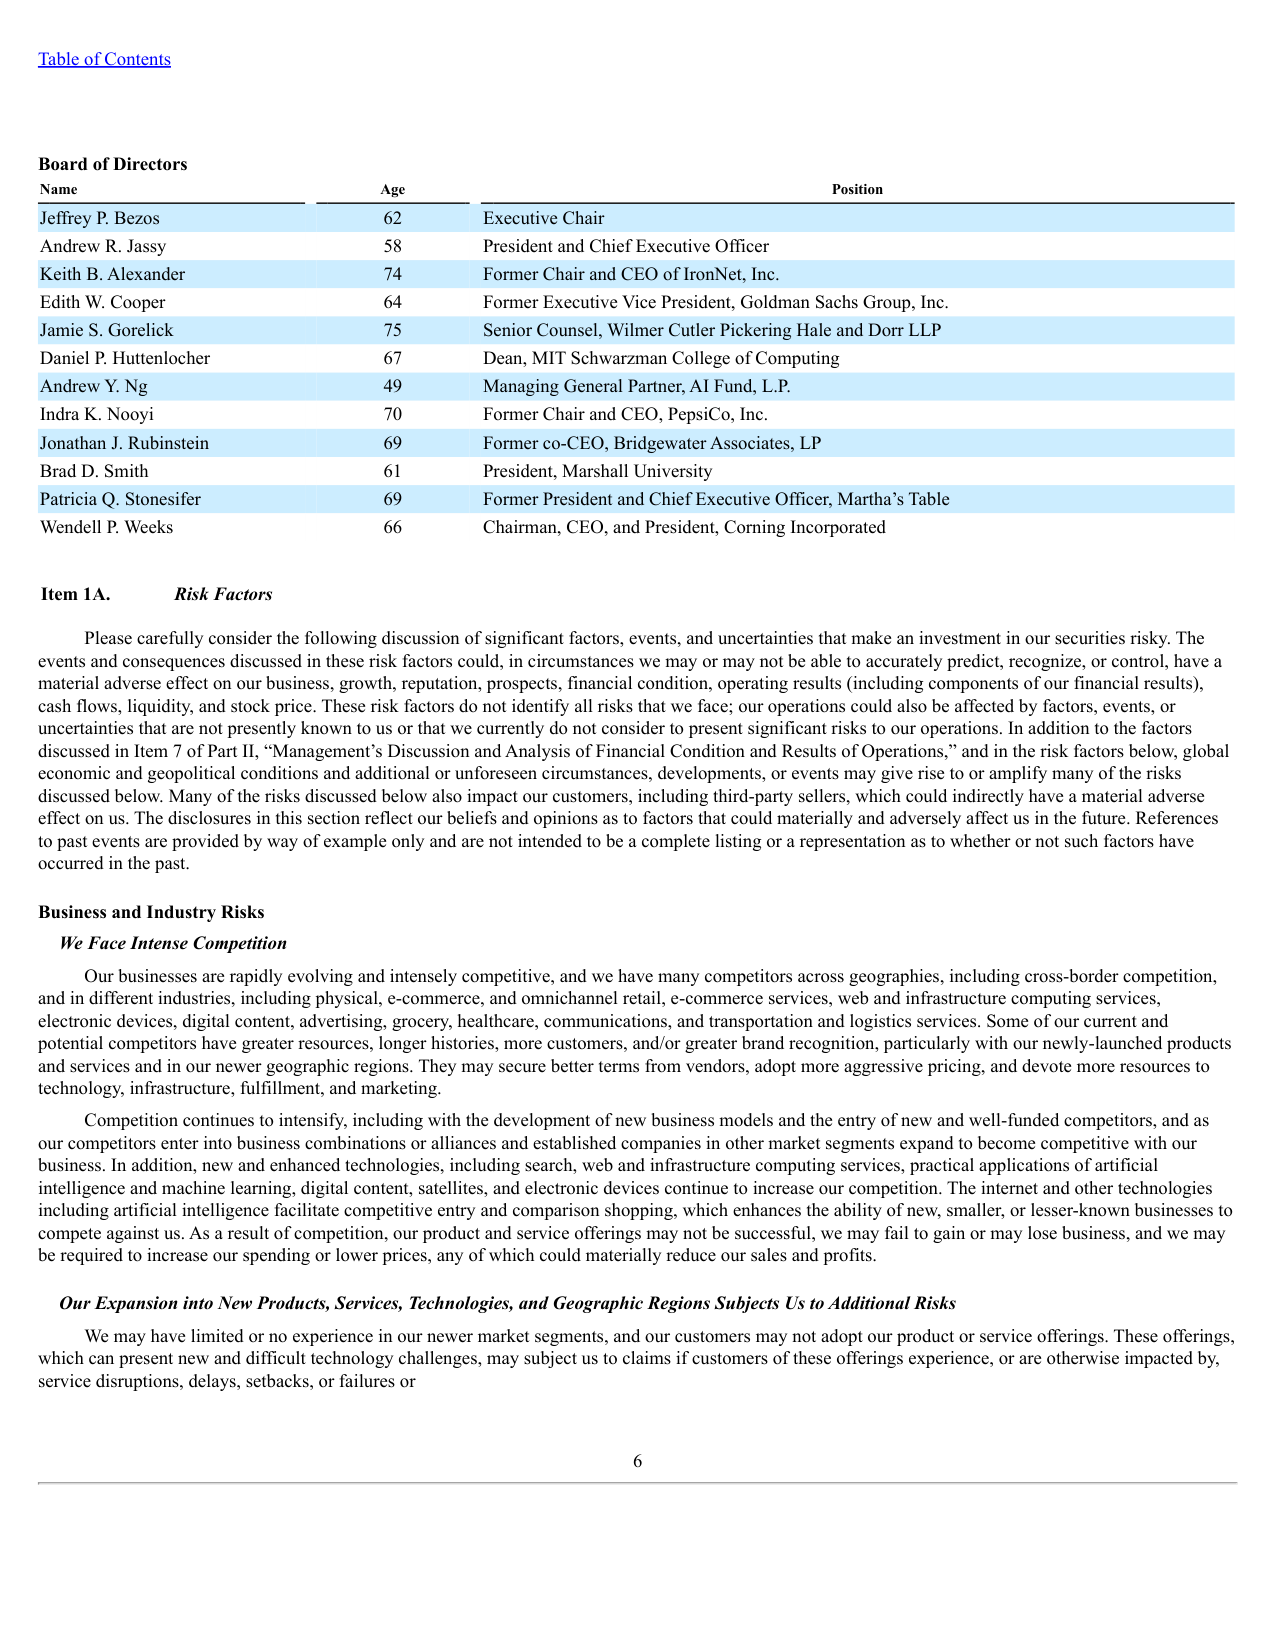 Table of Contents
Board of Directors
Name Age Position
Jeffrey P. Bezos 62 Executive Chair
Andrew R. Jassy 58 President and Chief Executive Officer
Keith B. Alexander 74 Former Chair and CEO of IronNet, Inc.
Edith W. Cooper 64 Former Executive Vice President, Goldman Sachs Group, Inc.
Jamie S. Gorelick 75 Senior Counsel, Wilmer Cutler Pickering Hale and Dorr LLP
Daniel P. Huttenlocher 67 Dean, MIT Schwarzman College of Computing
Andrew Y. Ng 49 Managing General Partner, AI Fund, L.P.
Indra K. Nooyi 70 Former Chair and CEO, PepsiCo, Inc.
Jonathan J. Rubinstein 69 Former co-CEO, Bridgewater Associates, LP
Brad D. Smith 61 President, Marshall University
Patricia Q. Stonesifer 69 Former President and Chief Executive Officer, Martha’s Table
Wendell P. Weeks 66 Chairman, CEO, and President, Corning Incorporated
Item 1A. Risk Factors
Please carefully consider the following discussion of significant factors, events, and uncertainties that make an investment in our securities risky. The
events and consequences discussed in these risk factors could, in circumstances we may or may not be able to accurately predict, recognize, or control, have a
material adverse effect on our business, growth, reputation, prospects, financial condition, operating results (including components of our financial results),
cash flows, liquidity, and stock price. These risk factors do not identify all risks that we face; our operations could also be affected by factors, events, or
uncertainties that are not presently known to us or that we currently do not consider to present significant risks to our operations. In addition to the factors
discussed in Item 7 of Part II, “Management’s Discussion and Analysis of Financial Condition and Results of Operations,” and in the risk factors below, global
economic and geopolitical conditions and additional or unforeseen circumstances, developments, or events may give rise to or amplify many of the risks
discussed below. Many of the risks discussed below also impact our customers, including third-party sellers, which could indirectly have a material adverse
effect on us. The disclosures in this section reflect our beliefs and opinions as to factors that could materially and adversely affect us in the future. References
to past events are provided by way of example only and are not intended to be a complete listing or a representation as to whether or not such factors have
occurred in the past.
Business and Industry Risks
We Face Intense Competition
Our businesses are rapidly evolving and intensely competitive, and we have many competitors across geographies, including cross-border competition,
and in different industries, including physical, e-commerce, and omnichannel retail, e-commerce services, web and infrastructure computing services,
electronic devices, digital content, advertising, grocery, healthcare, communications, and transportation and logistics services. Some of our current and
potential competitors have greater resources, longer histories, more customers, and/or greater brand recognition, particularly with our newly-launched products
and services and in our newer geographic regions. They may secure better terms from vendors, adopt more aggressive pricing, and devote more resources to
technology, infrastructure, fulfillment, and marketing.
Competition continues to intensify, including with the development of new business models and the entry of new and well-funded competitors, and as
our competitors enter into business combinations or alliances and established companies in other market segments expand to become competitive with our
business. In addition, new and enhanced technologies, including search, web and infrastructure computing services, practical applications of artificial
intelligence and machine learning, digital content, satellites, and electronic devices continue to increase our competition. The internet and other technologies
including artificial intelligence facilitate competitive entry and comparison shopping, which enhances the ability of new, smaller, or lesser-known businesses to
compete against us. As a result of competition, our product and service offerings may not be successful, we may fail to gain or may lose business, and we may
be required to increase our spending or lower prices, any of which could materially reduce our sales and profits.
Our Expansion into New Products, Services, Technologies, and Geographic Regions Subjects Us to Additional Risks
We may have limited or no experience in our newer market segments, and our customers may not adopt our product or service offerings. These offerings,
which can present new and difficult technology challenges, may subject us to claims if customers of these offerings experience, or are otherwise impacted by,
service disruptions, delays, setbacks, or failures or
6